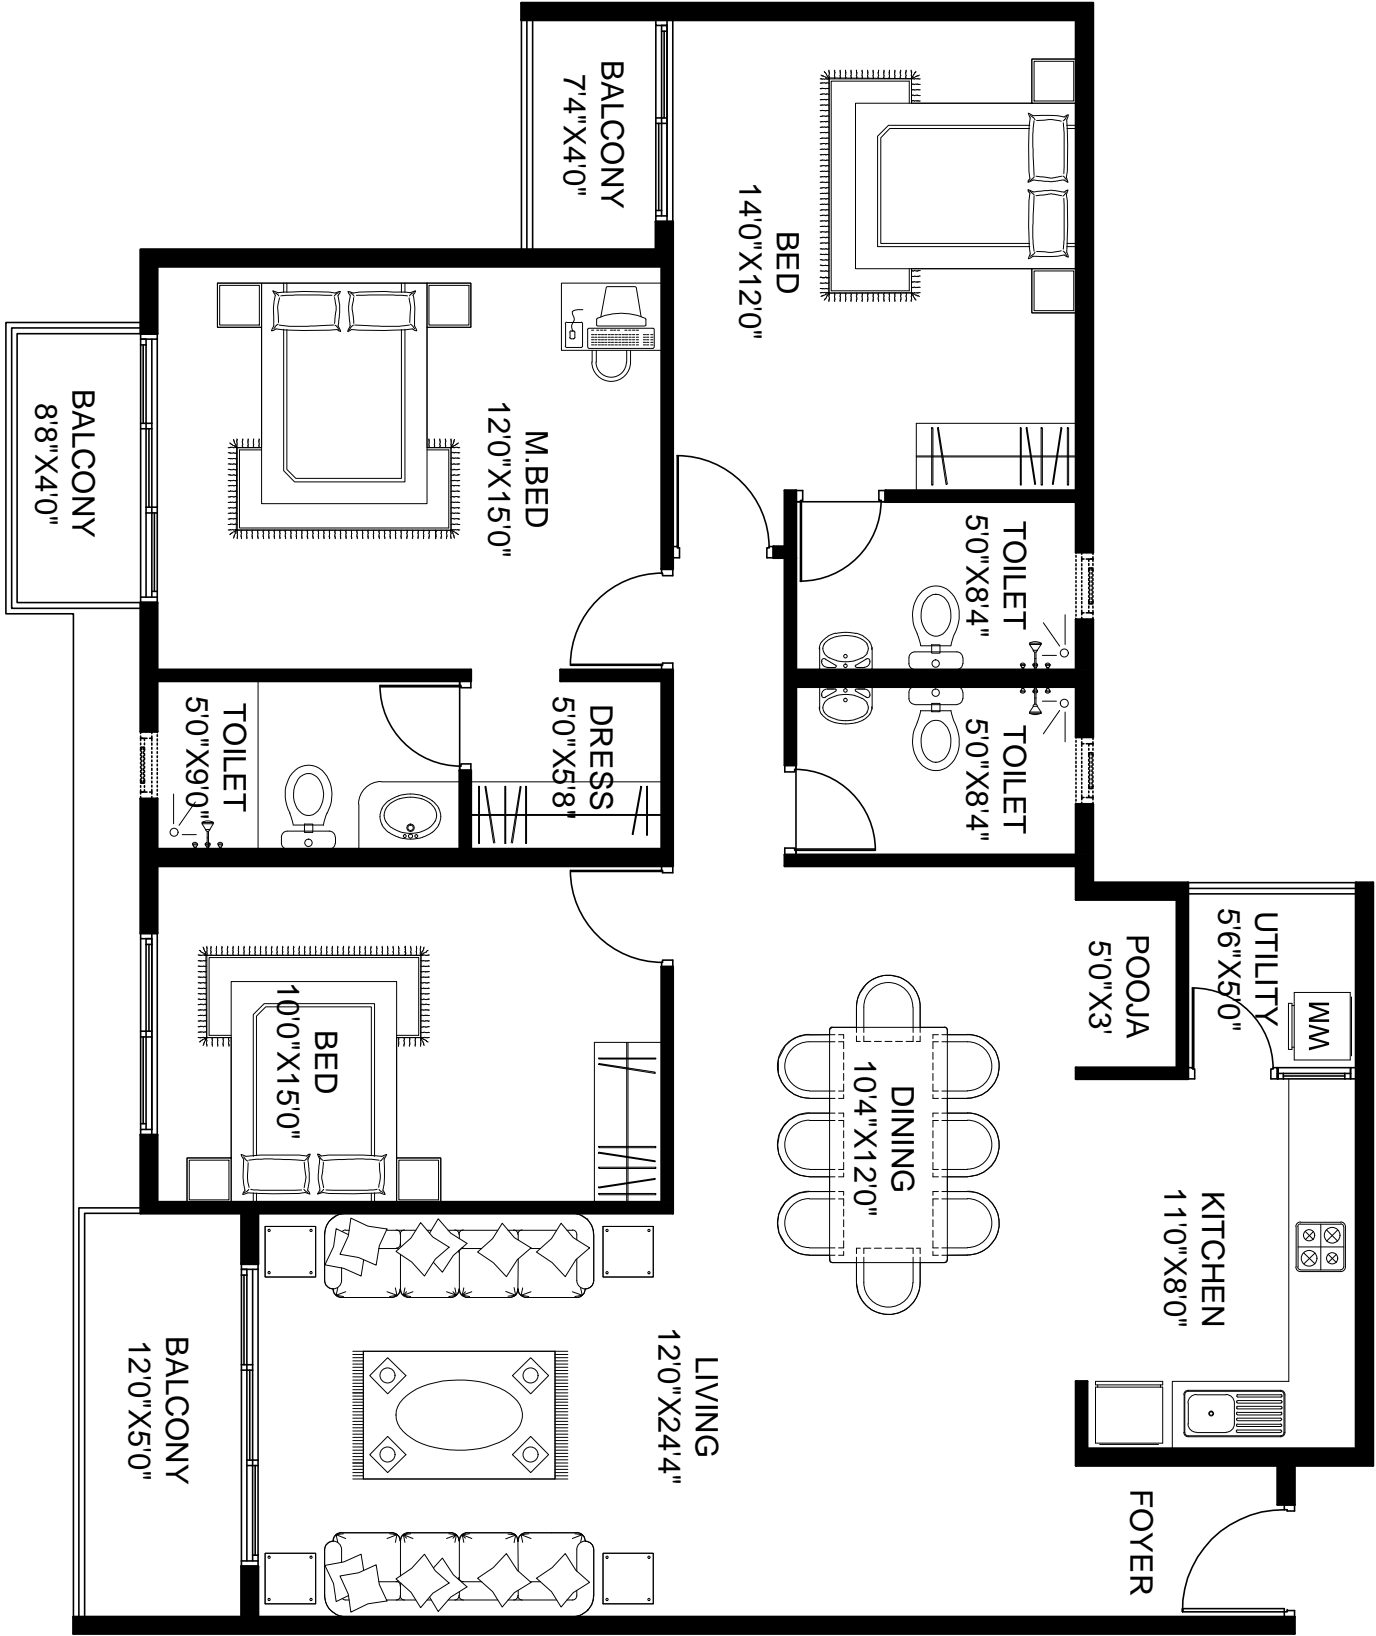 BALCONY
7'4"X4'0"
BED
14'0"X12'0"
BALCONY
8'8"X4'0"
M.BED
12'0"X15'0"
TOILET
5'0"X8'4"
TOILET
5'0"X8'4"
TOILET
5'0"X9'0"
DRESS
5'0"X5'8"
UTILITY
5'6"X5'0"
WM
POOJA
5'0"X3'
BED
10'0"X15'0"
DINING
10'4"X12'0"
KITCHEN
11'0"X8'0"
BALCONY
12'0"X5'0"
LIVING
12'0"X24'4"
FOYER